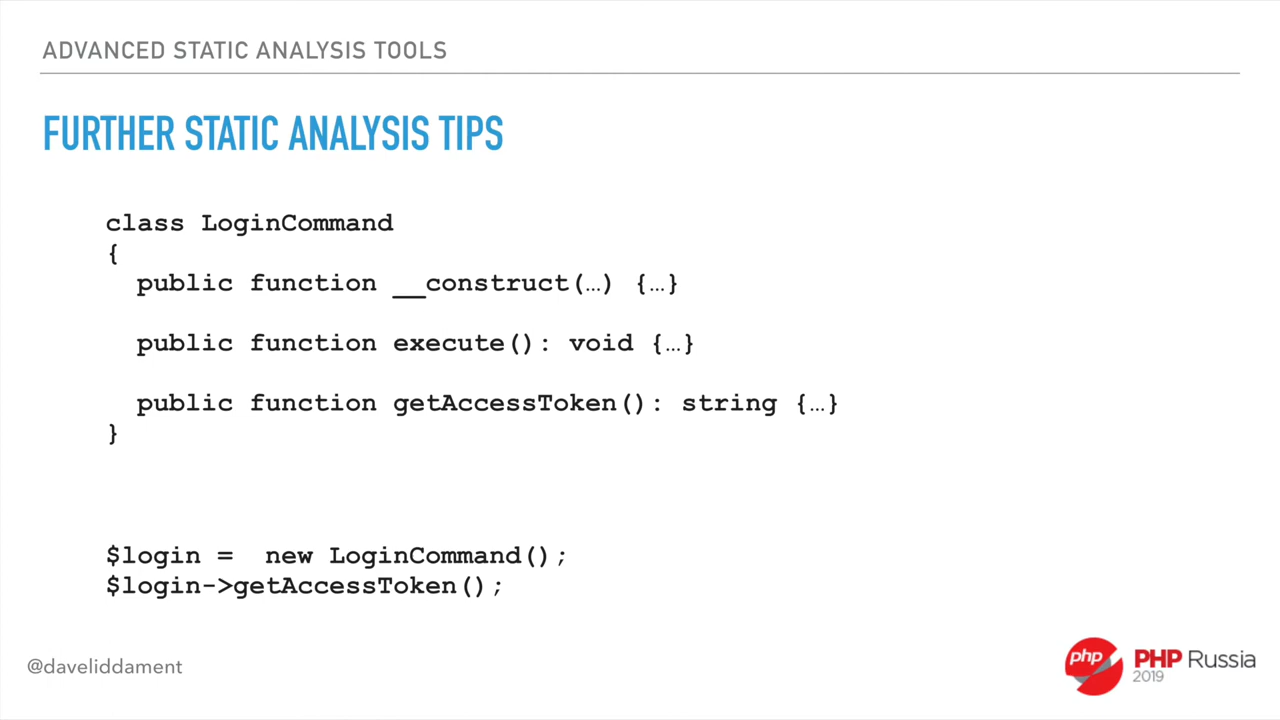 ADVANCED STATIC ANALYSIS TOOLS
FURTHER STATIC ANALYSIS TIPS
class LoginCommand
{
public function __construct(…) {…}
public function execute(): void {…}
public function getAccessToken(): string {…}
}
$login =  new LoginCommand();
$login->getAccessToken();
@daveliddament
php
PHP Russia
2019